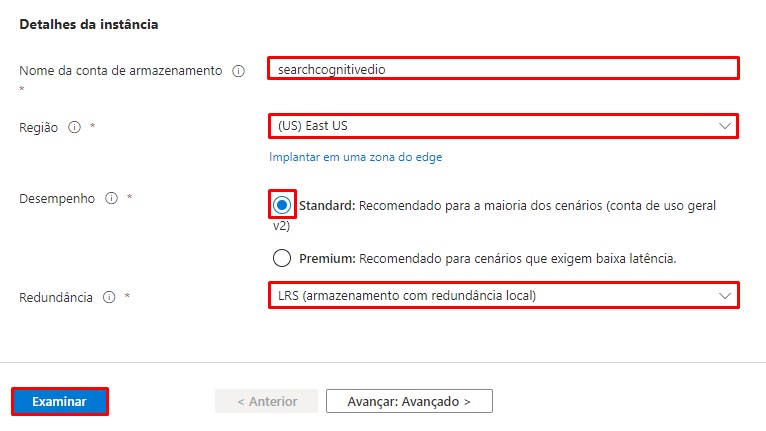 Detalhes da instância
Nome da conta de armazenamento
*
searchcognitivedio
Região *
(US) East US
Implantar em uma zona do edge
Desempenho *
Standard: Recomendado para a maioria dos cenários (conta de uso geral
v2)
Premium: Recomendado para cenários que exigem baixa latência.
Redundância *
LRS (armazenamento com redundância local)
Examinar
< Anterior
Avançar: Avançado >